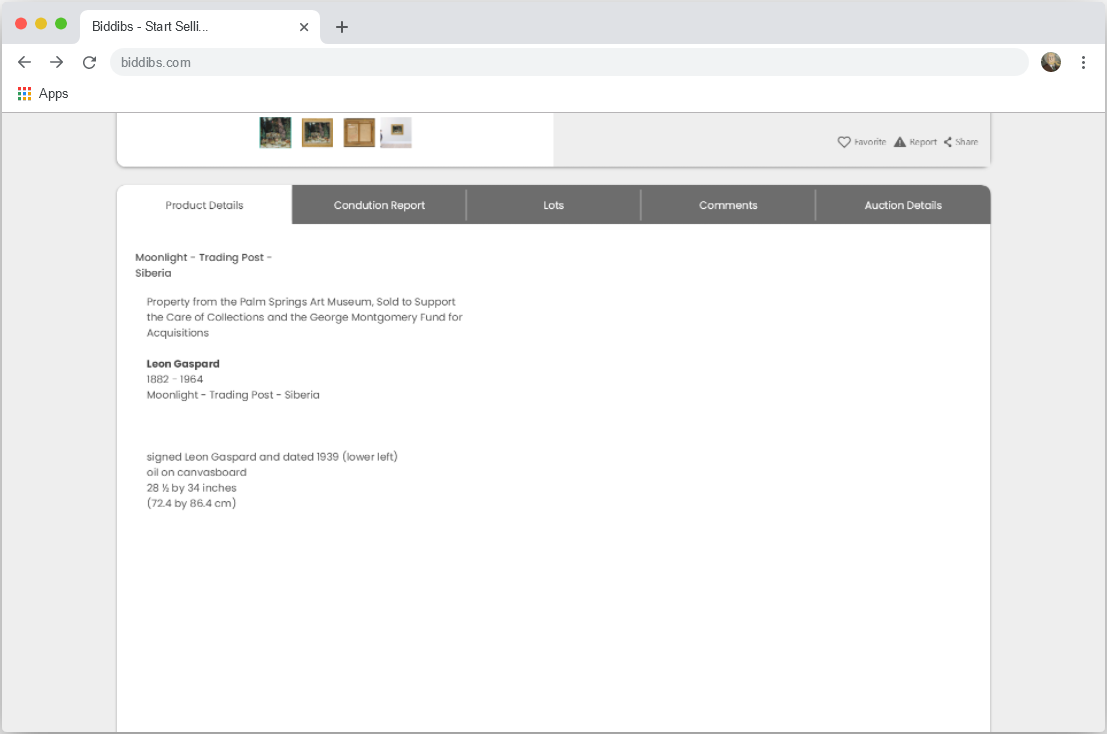 Biddibs - Start Selli...
biddibs.com
Apps
Favorite Report Share
Product Details Condution Report Lots Comments Auction Details
Moonlight - Trading Post -
Siberia
Property from the Palm Springs Art Museum, Sold to Support
the Care of Collections and the George Montgomery Fund for
Acquisitions
Leon Gaspard
1882 - 1964
Moonlight - Trading Post - Siberia
signed Leon Gaspard and dated 1939 (lower left)
oil on canvasboard
28 ½ by 34 inches
(72.4 by 86.4 cm)